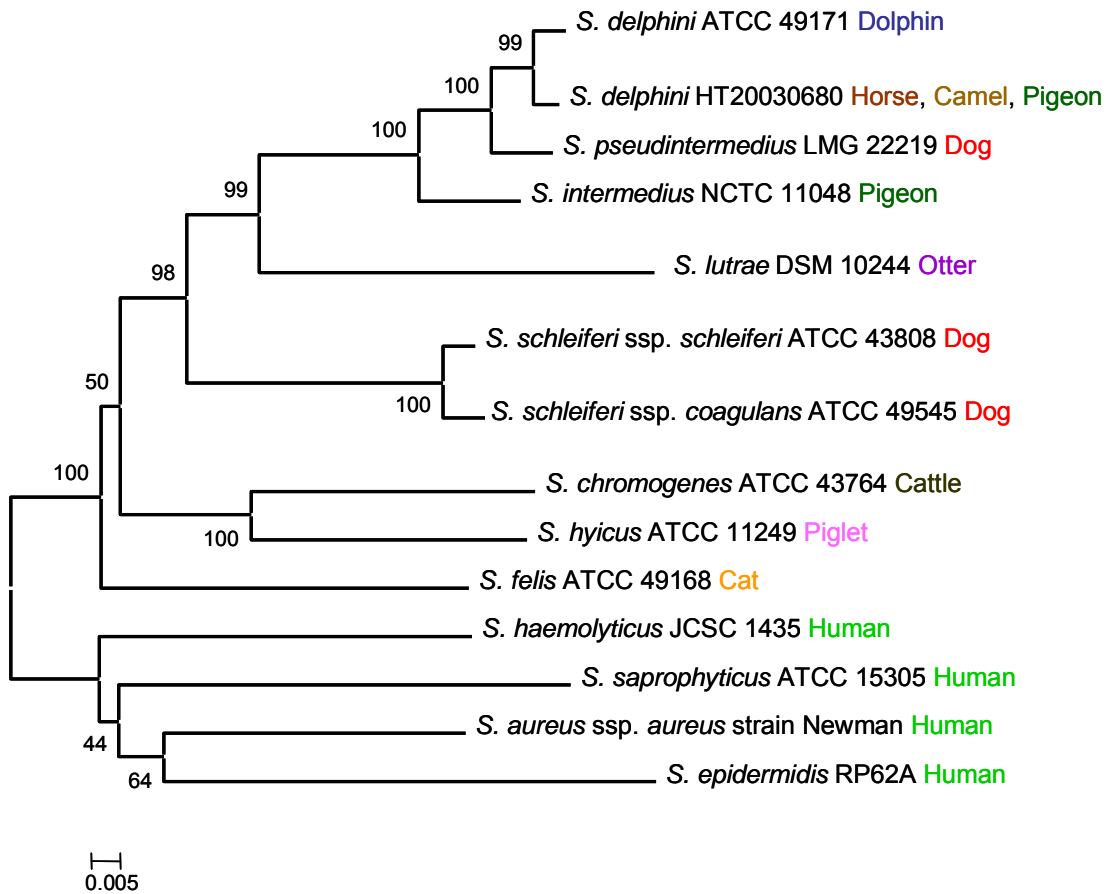 S. delphini ATCC 49171 Dolphin
99
S. delphini HT20030680 Horse, Camel, Pigeon
100
100
S. pseudintermedius LMG 22219 Dog
99
S. intermedius NCTC 11048 Pigeon
98
S. lutrae DSM 10244 Otter
S. schleiferi ssp. schleiferi ATCC 43808 Dog
50
100
S. schleiferi ssp. coagulans ATCC 49545 Dog
100
S. chromogenes ATCC 43764 Cattle
100
S. hyicus ATCC 11249 Piglet
S. felis ATCC 49168 Cat
S. haemolyticus JCSC 1435 Human
S. saprophyticus ATCC 15305 Human
S. aureus ssp. aureus strain Newman Human
44
64
S. epidermidis RP62A Human
0.005